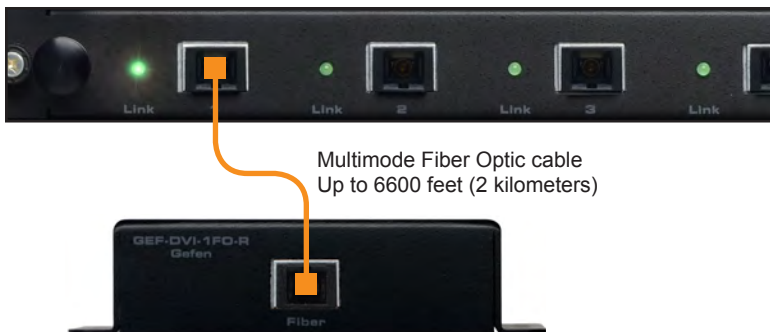 Link
Link 2
Link 3
Link
Multimode Fiber Optic cable
Up to 6600 feet (2 kilometers)
GEF-DVI-1FO-R
Gefen
Fiber